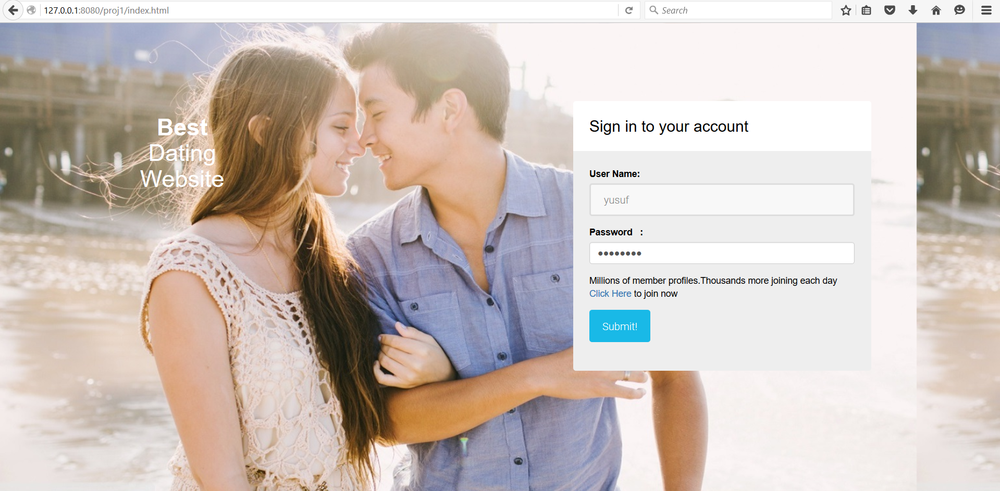 127.0.0.1:8080/proj1/index.html
Search
Best
Dating
Website
Sign in to your account
User Name:
yusuf
Password :
Millions of member profiles.Thousands more joining each day
Click Here to join now
Submit!